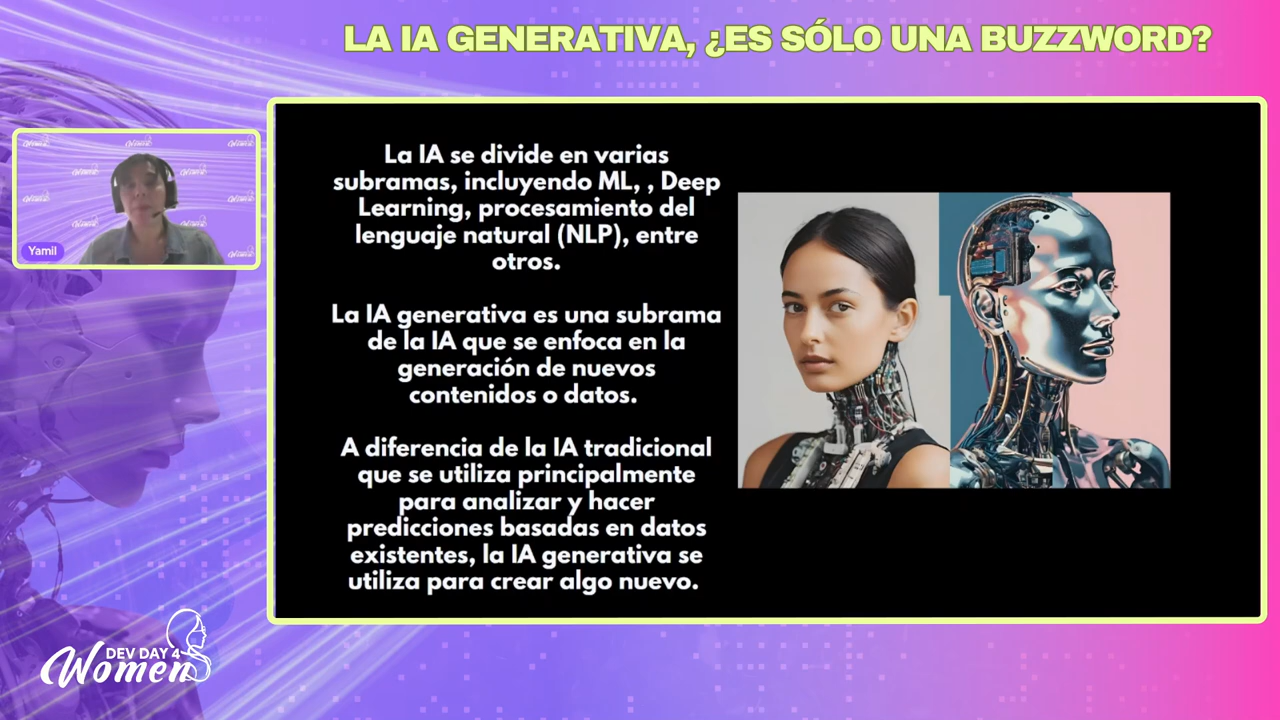 LA IA GENERATIVA, ¿ES SÓLO UNA BUZZWORD?
La IA se divide en varias
subramas, incluyendo ML, , Deep
Learning, procesamiento del
lenguaje natural (NLP), entre
otros.
La IA generativa es una subrama
de la IA que se enfoca en la
generación de nuevos
contenidos o datos.
A diferencia de la IA tradicional
que se utiliza principalmente
para analizar y hacer
predicciones basadas en datos
existentes, la IA generativa se
utiliza para crear algo nuevo.
Yamil
DEV DAY 4
Women